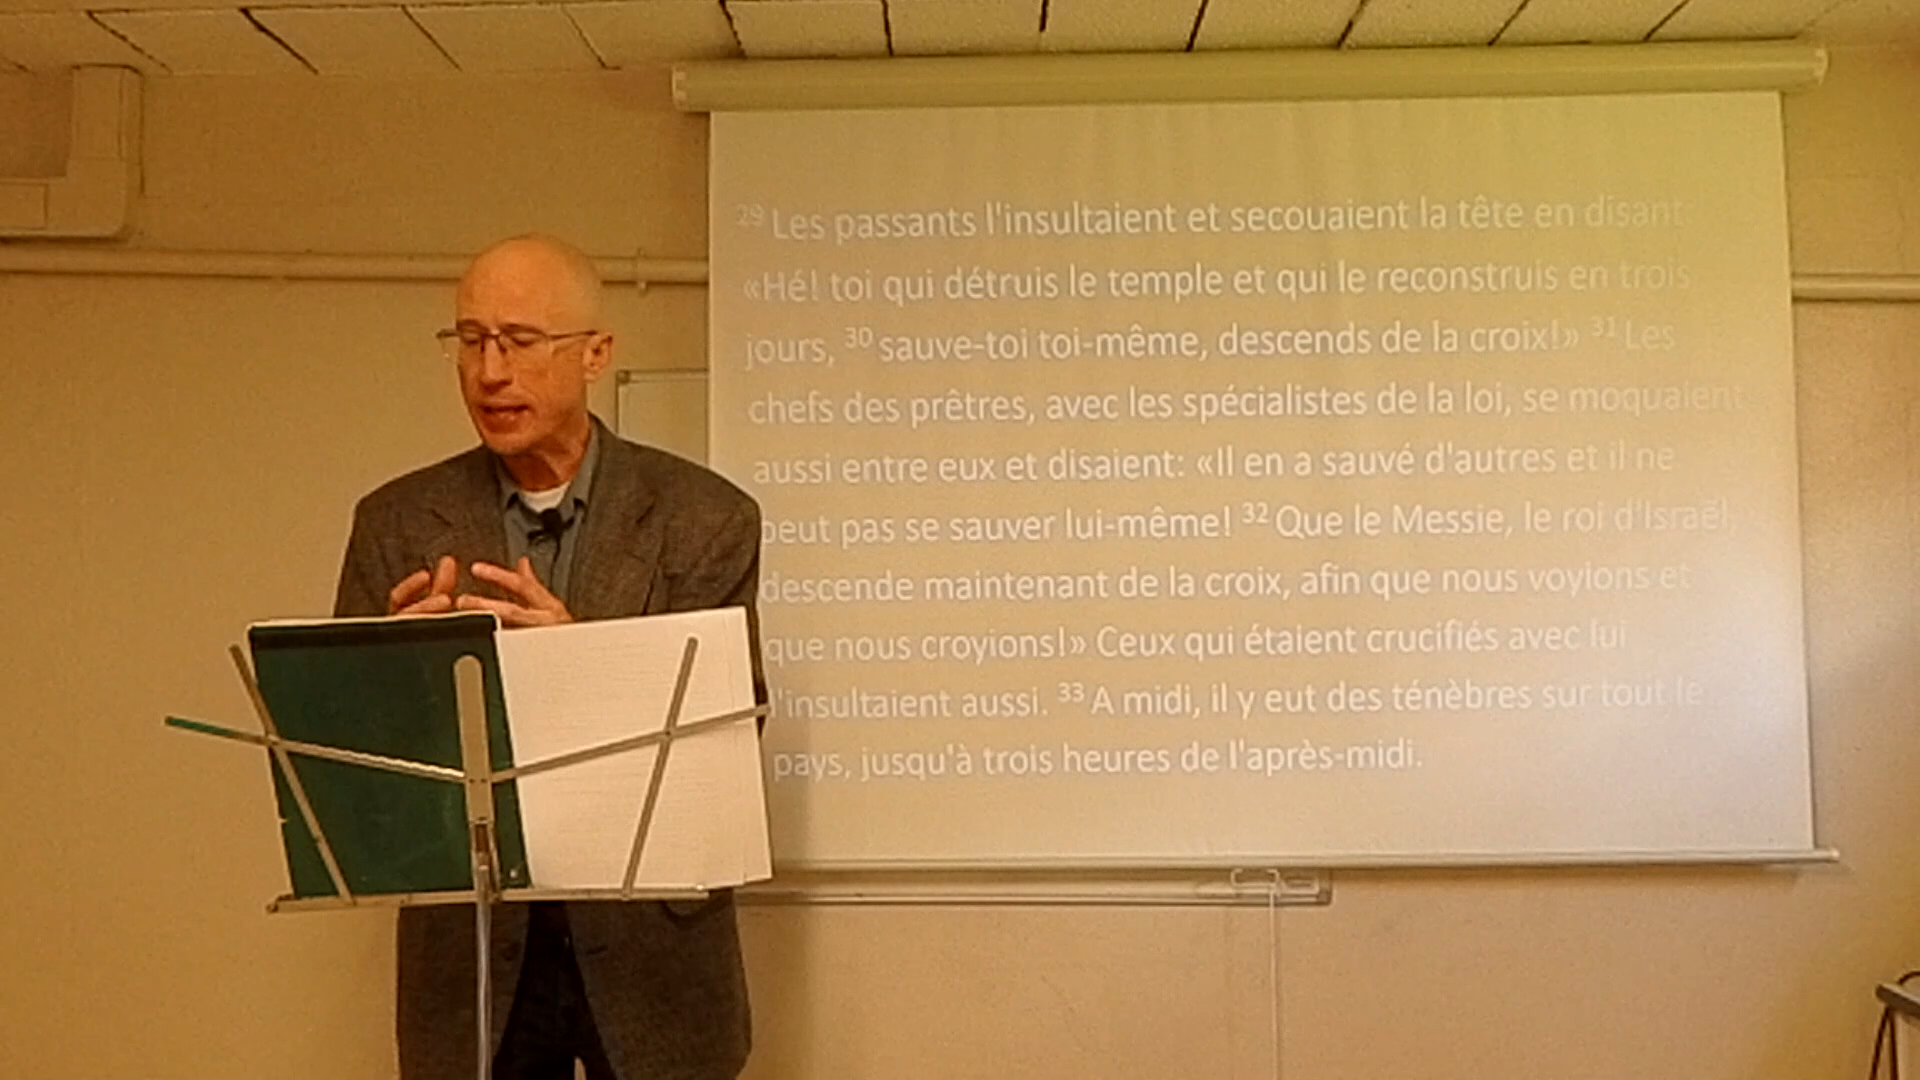 ²⁹ Les passants l'insultaient et secouaient la tête en disant
«Hé! toi qui détruis le temple et qui le reconstruis en trois
jours, ³⁰ sauve-toi toi-même, descends de la croix!» ³¹ Les
chefs des prêtres, avec les spécialistes de la loi, se moquaient
aussi entre eux et disaient: «Il en a sauvé d'autres et il ne
peut pas se sauver lui-même! ³² Que le Messie, le roi d'Israël,
descende maintenant de la croix, afin que nous voyions et
que nous croyions!» Ceux qui étaient crucifiés avec lui
l'insultaient aussi. ³³ A midi, il y eut des ténèbres sur tout le
pays, jusqu'à trois heures de l'après-midi.